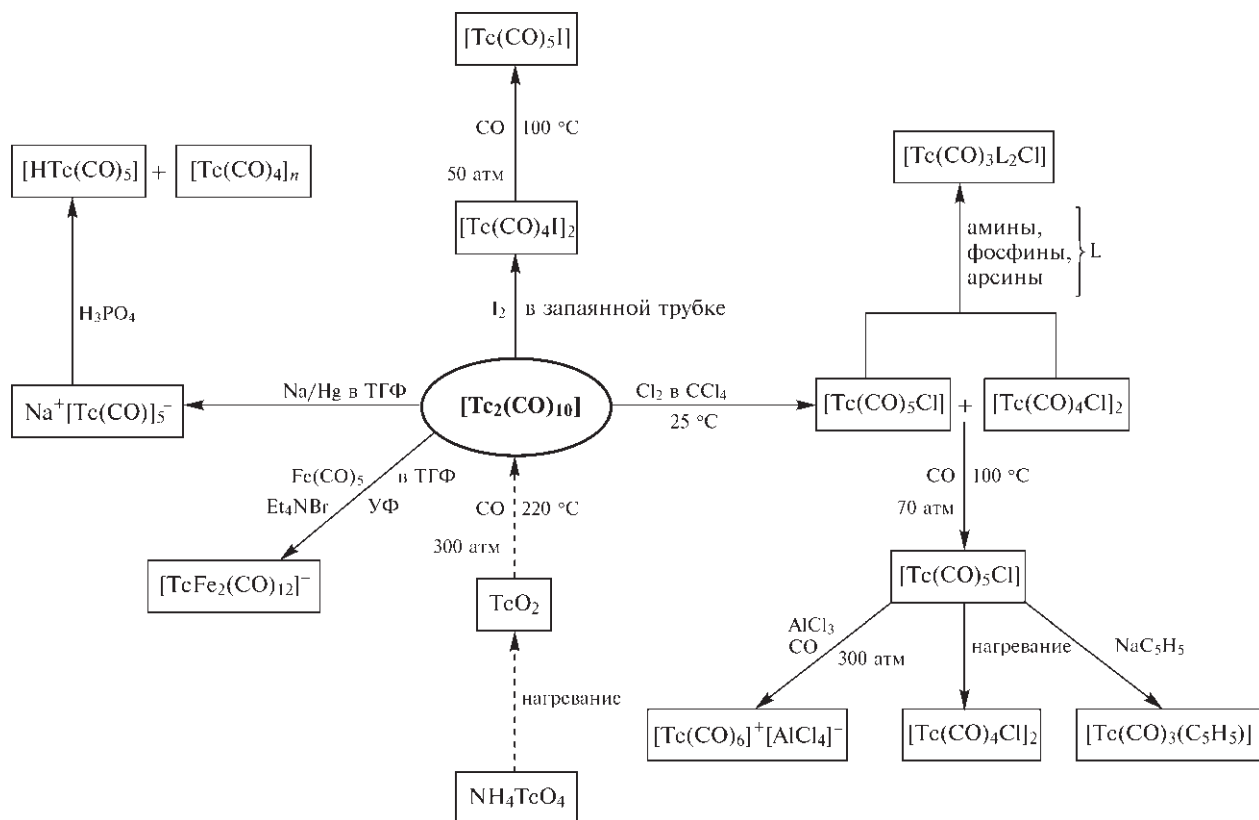 [Tc(CO)₅I]
CO 100 °C
50 атм
[HTc(CO)₅] + [Tc(CO)₄]ₙ
[Tc(CO)₃L₂Cl]
[Tc(CO)₄I]₂
амины,
фосфины, } L
арсины
H₃PO₄
I₂ в запаянной трубке
Na⁺[Tc(CO)]₅⁻
Na/Hg в ТГФ
[Tc₂(CO)₁₀]
Cl₂ в CCl₄
25 °C
[Tc(CO)₅Cl] + [Tc(CO)₄Cl]₂
Fe(CO)₅ в ТГФ
Et₄NBr УФ
CO 220 °C
300 атм
CO 100 °C
70 атм
[TcFe₂(CO)₁₂]⁻
TcO₂
[Tc(CO)₅Cl]
AlCl₃
CO 300 атм
нагревание
NaC₅H₅
нагревание
[Tc(CO)₆]⁺[AlCl₄]⁻
[Tc(CO)₄Cl]₂
[Tc(CO)₃(C₅H₅)]
NH₄TcO₄